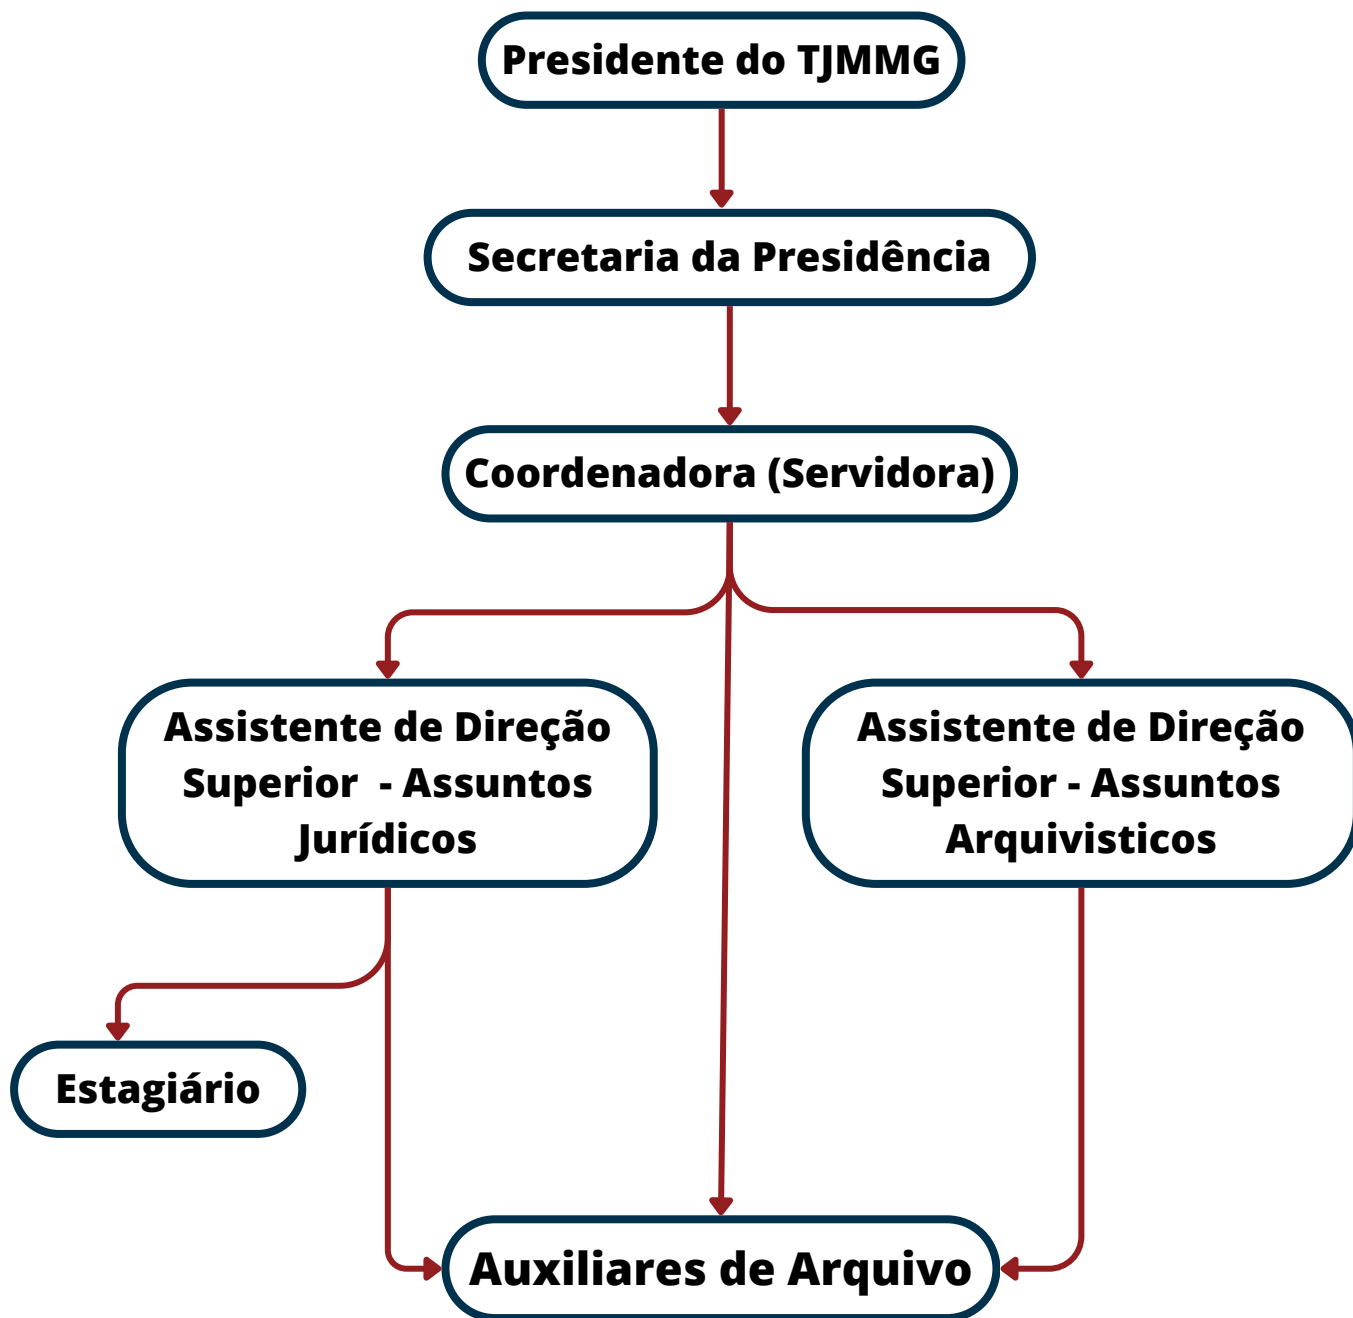 Presidente do TJMMG
Secretaria da Presidência
Coordenadora (Servidora)
Assistente de Direção
Superior - Assuntos
Jurídicos
Assistente de Direção
Superior - Assuntos
Arquivisticos
Estagiário
Auxiliares de Arquivo